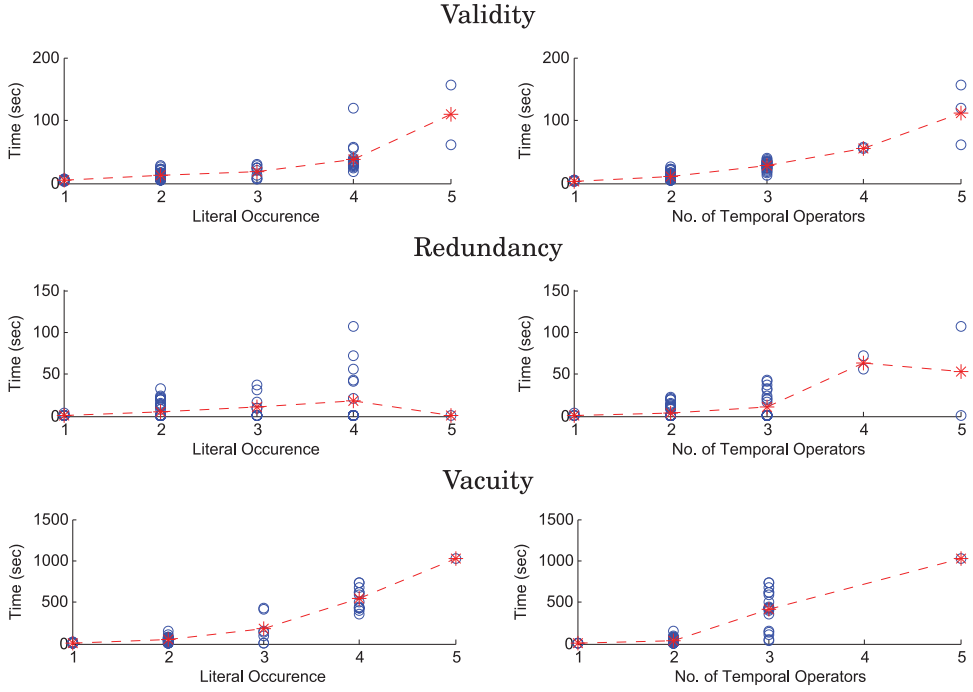 Validity
Time (sec)
200
100
0
1 2 3 4 5
Literal Occurence
Time (sec)
200
100
0
1 2 3 4 5
No. of Temporal Operators
Redundancy
Time (sec)
150
100
50
0
1 2 3 4 5
Literal Occurence
Time (sec)
150
100
50
0
1 2 3 4 5
No. of Temporal Operators
Vacuity
Time (sec)
1500
1000
500
0
1 2 3 4 5
Literal Occurence
Time (sec)
1500
1000
500
0
1 2 3 4 5
No. of Temporal Operators